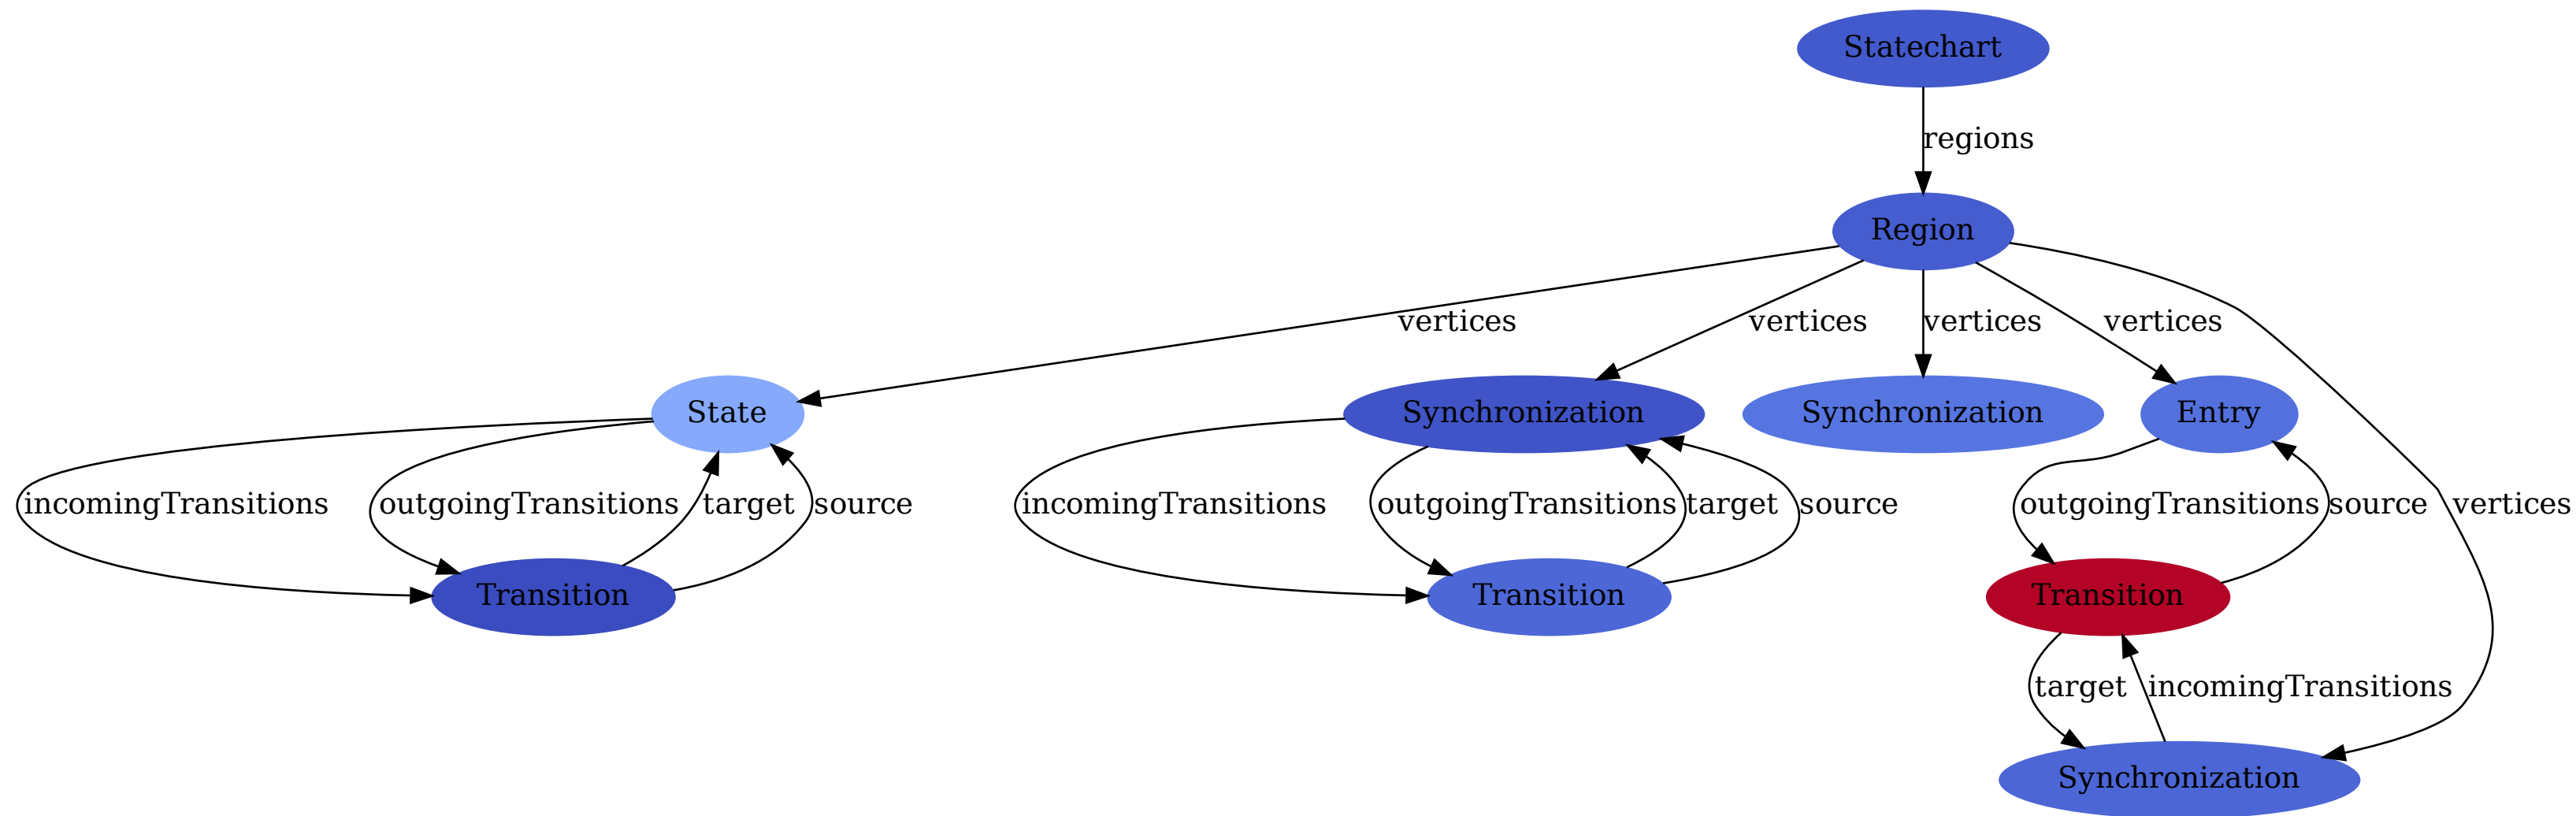 Statechart
regions
Region
vertices
vertices
vertices
vertices
State
Synchronization
Synchronization
Entry
incomingTransitions
outgoingTransitions
target
source
incomingTransitions
outgoingTransitions
target
source
outgoingTransitions
source
vertices
Transition
Transition
Transition
target
incomingTransitions
Synchronization